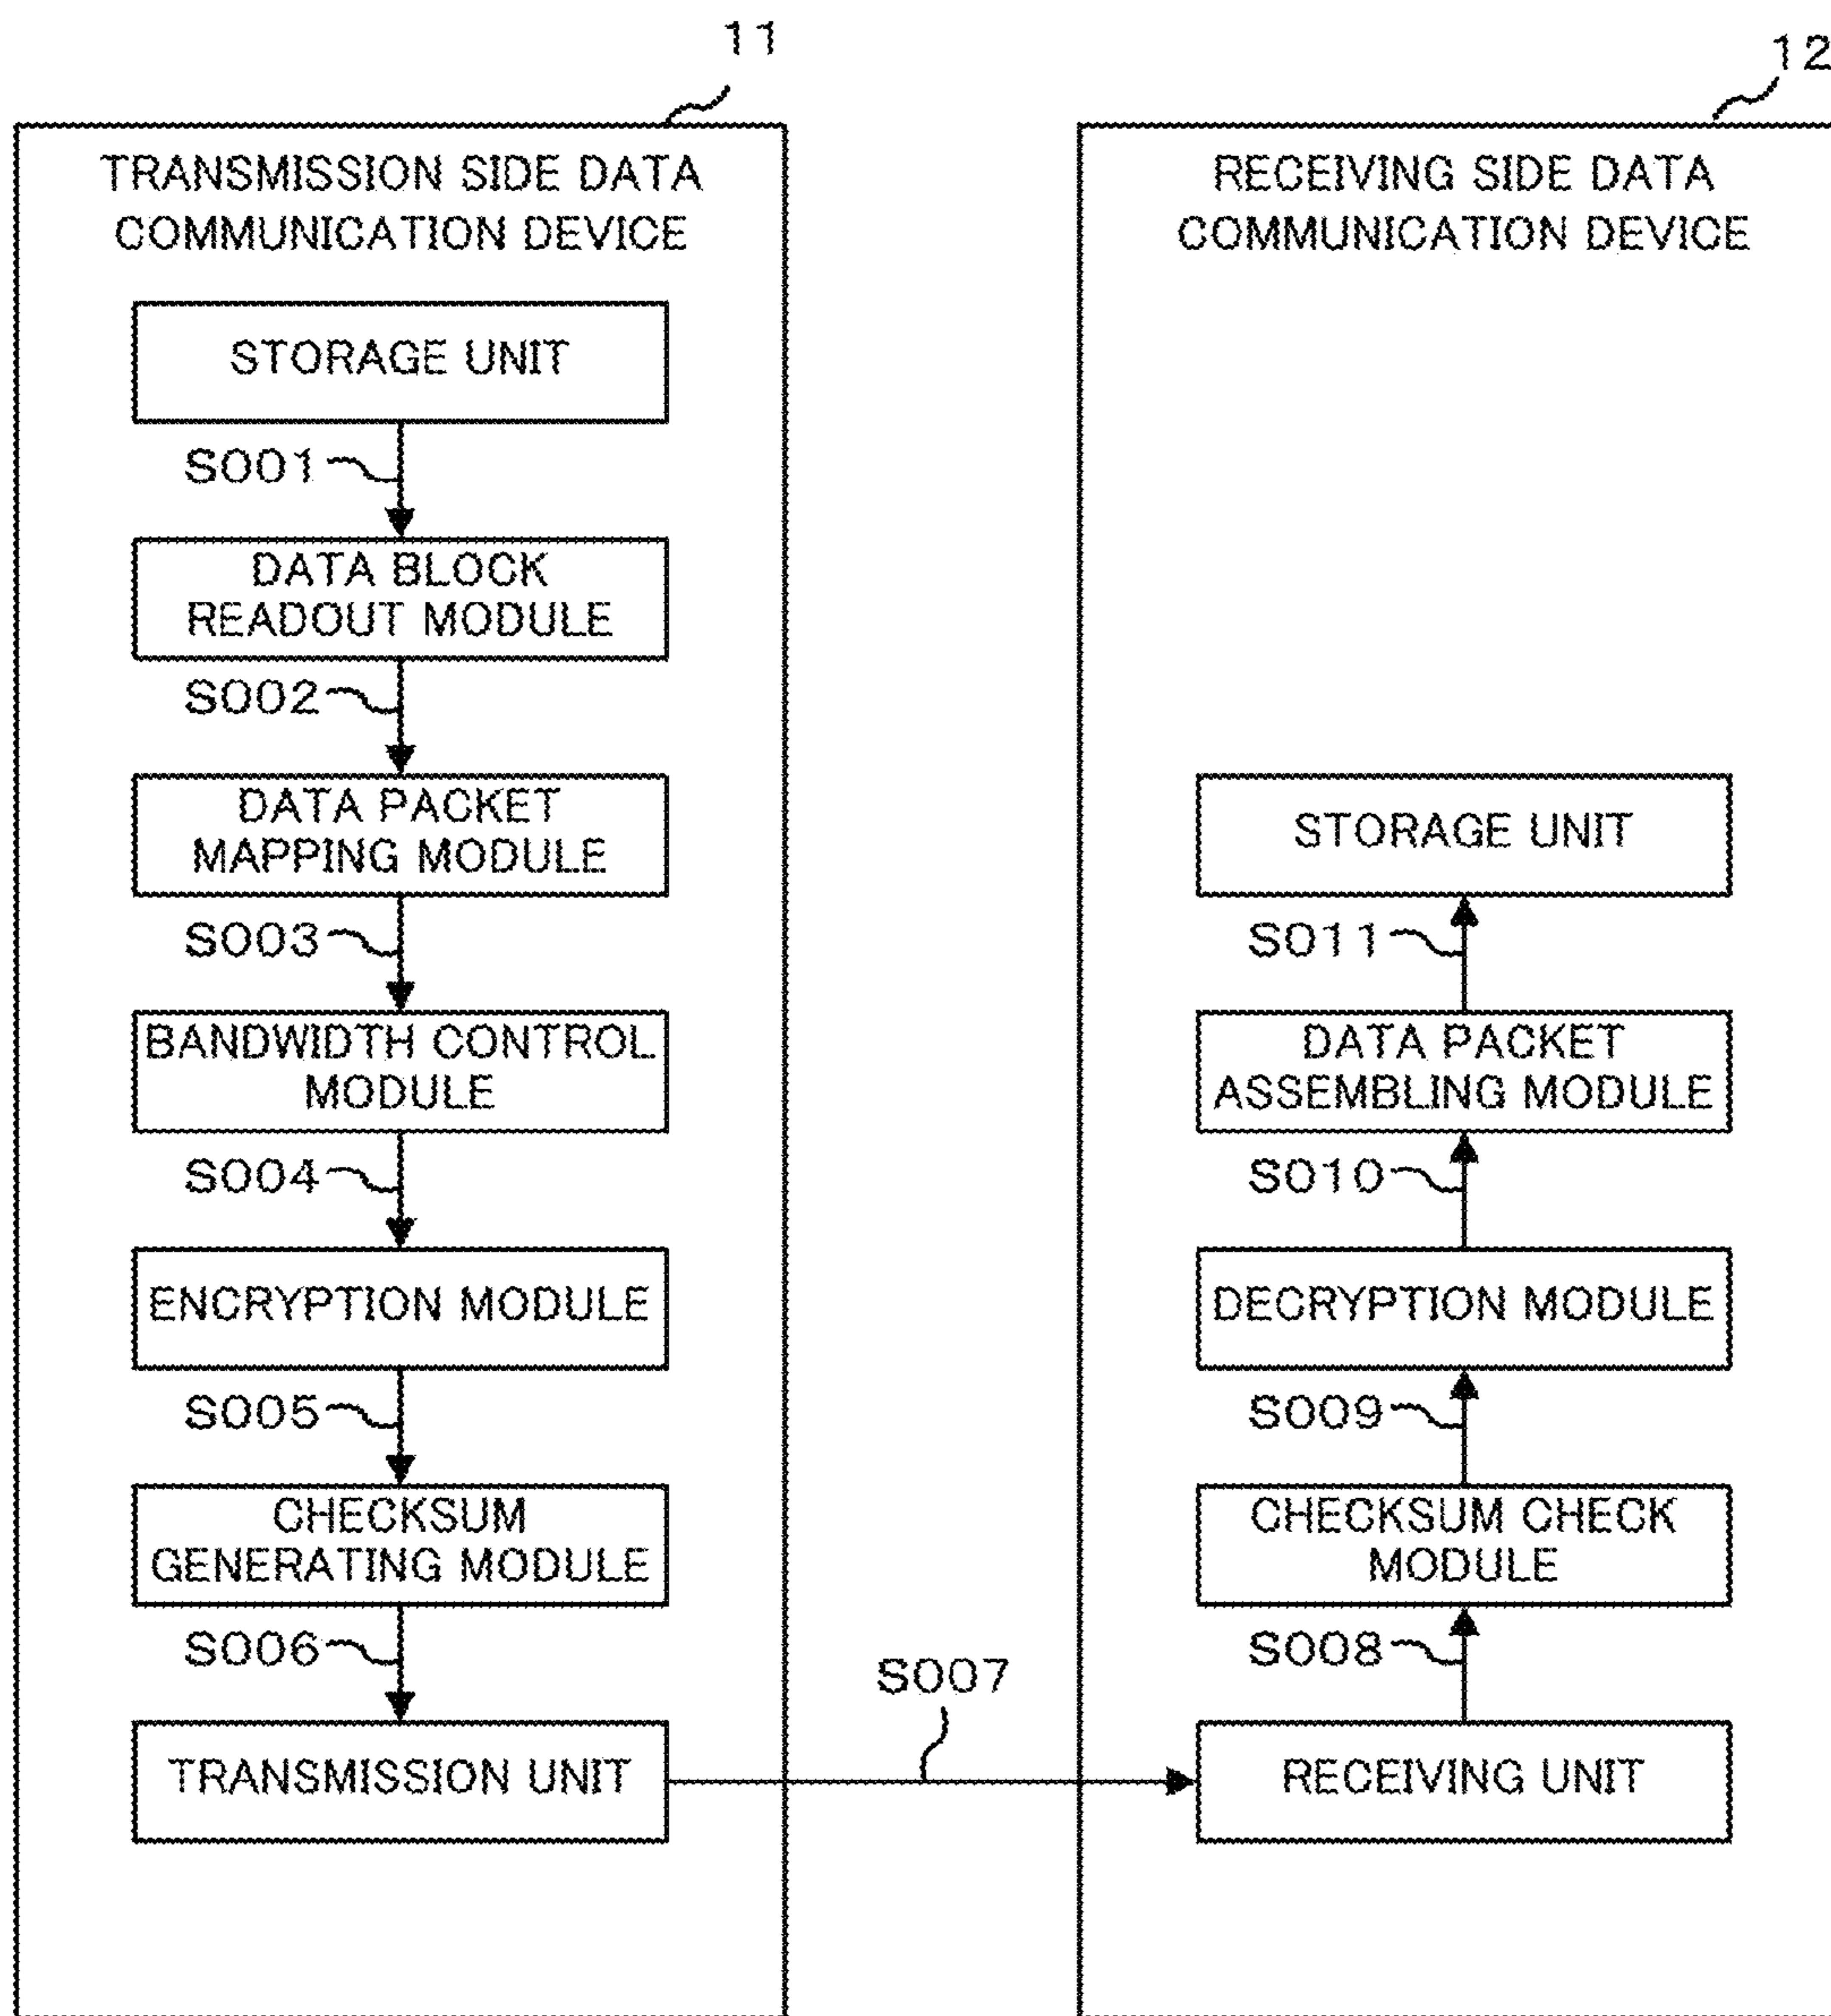 11
TRANSMISSION SIDE DATA
COMMUNICATION DEVICE
STORAGE UNIT
S001
DATA BLOCK
READOUT MODULE
S002
DATA PACKET
MAPPING MODULE
S003
BANDWIDTH CONTROL
MODULE
S004
ENCRYPTION MODULE
S005
CHECKSUM
GENERATING MODULE
S006
TRANSMISSION UNIT
S007
12
RECEIVING SIDE DATA
COMMUNICATION DEVICE
STORAGE UNIT
S011
DATA PACKET
ASSEMBLING MODULE
S010
DECRYPTION MODULE
S009
CHECKSUM CHECK
MODULE
S008
RECEIVING UNIT